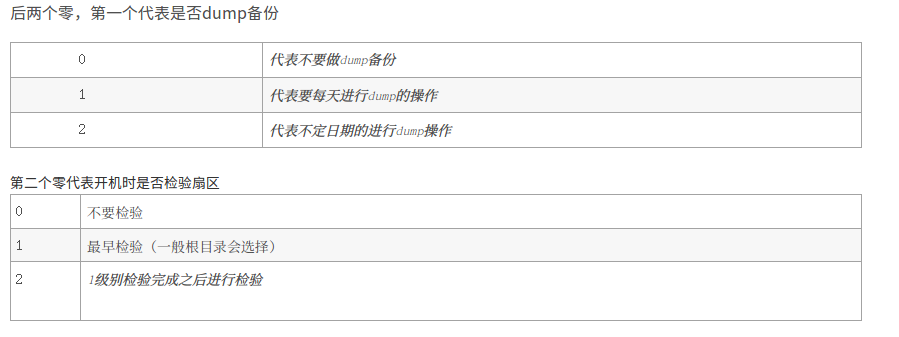 后两个零，第一个代表是否dump备份
0 代表不要做dump备份
1 代表要每天进行dump的操作
2 代表不定日期的进行dump操作
第二个零代表开机时是否检验扇区
0 不要检验
1 最早检验（一般根目录会选择）
2 1级别检验完成之后进行检验